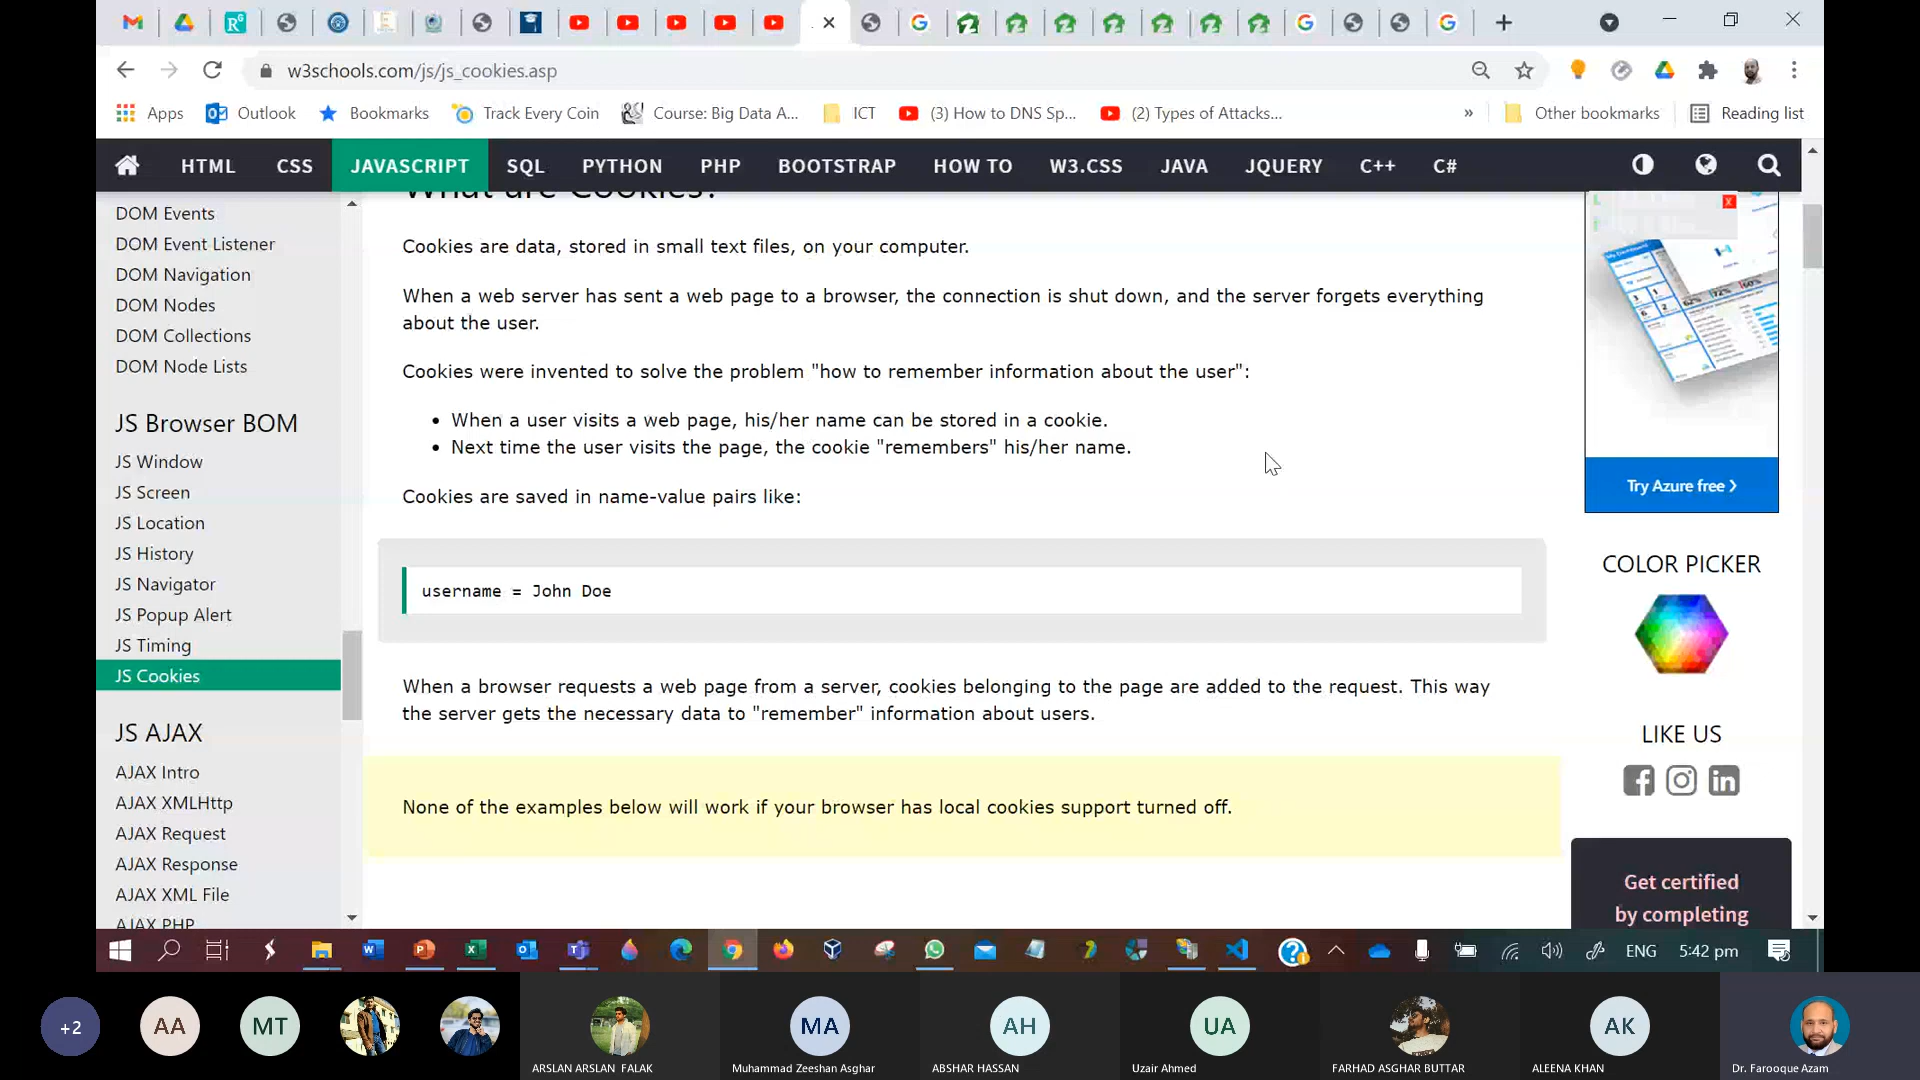 w3schools.com/js/js_cookies.asp
Apps
Outlook
Bookmarks
Track Every Coin
Course: Big Data A...
ICT
(3) How to DNS Sp...
(2) Types of Attacks...
»
Other bookmarks
Reading list
HTML
CSS
JAVASCRIPT
SQL
PYTHON
PHP
BOOTSTRAP
HOW TO
W3.CSS
JAVA
JQUERY
C++
C#
DOM Events
DOM Event Listener
DOM Navigation
DOM Nodes
DOM Collections
DOM Node Lists
JS Browser BOM
JS Window
JS Screen
JS Location
JS History
JS Navigator
JS Popup Alert
JS Timing
JS Cookies
JS AJAX
AJAX Intro
AJAX XMLHttp
AJAX Request
AJAX Response
AJAX XML File
AJAX PHP
What are Cookies?
Cookies are data, stored in small text files, on your computer.
When a web server has sent a web page to a browser, the connection is shut down, and the server forgets everything
about the user.
Cookies were invented to solve the problem "how to remember information about the user":
• When a user visits a web page, his/her name can be stored in a cookie.
• Next time the user visits the page, the cookie "remembers" his/her name.
Cookies are saved in name-value pairs like:
username = John Doe
When a browser requests a web page from a server, cookies belonging to the page are added to the request. This way
the server gets the necessary data to "remember" information about users.
None of the examples below will work if your browser has local cookies support turned off.
Try Azure free ❯
COLOR PICKER
LIKE US
Get certified
by completing
ENG
5:42 pm
+2
AA
MT
ARSLAN ARSLAN FALAK
MA
Muhammad Zeeshan Asghar
AH
ABSHAR HASSAN
UA
Uzair Ahmed
FARHAD ASGHAR BUTTAR
AK
ALEENA KHAN
Dr. Farooque Azam